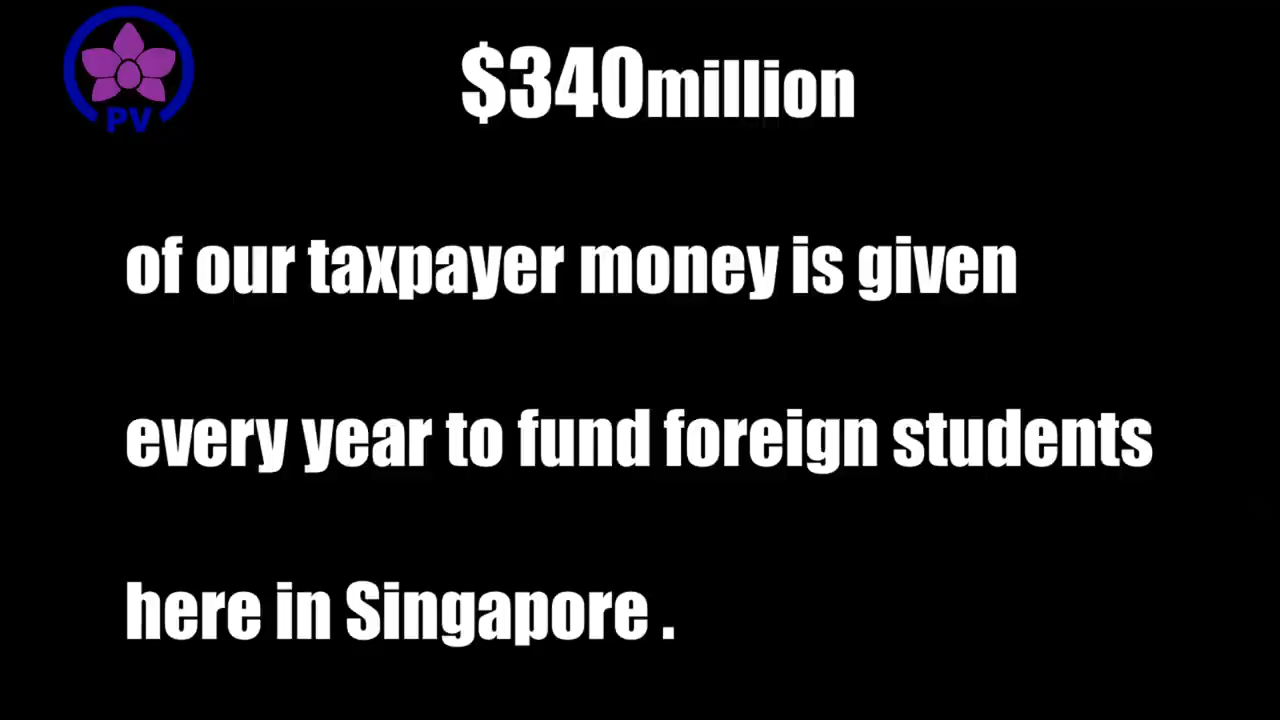 PV
$340million
of our taxpayer money is given
every year to fund foreign students
here in Singapore .